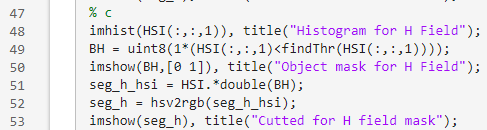 47 % c
48 imhist(HSI(:,:,1)), title("Histogram for H Field");
49 BH = uint8(1*(HSI(:,:,1)<findThr(HSI(:,:,1))));
50 imshow(BH,[0 1]), title("Object mask for H Field");
51 seg_h_hsi = HSI.*double(BH);
52 seg_h = hsv2rgb(seg_h_hsi);
53 imshow(seg_h), title("Cutted for H field mask");